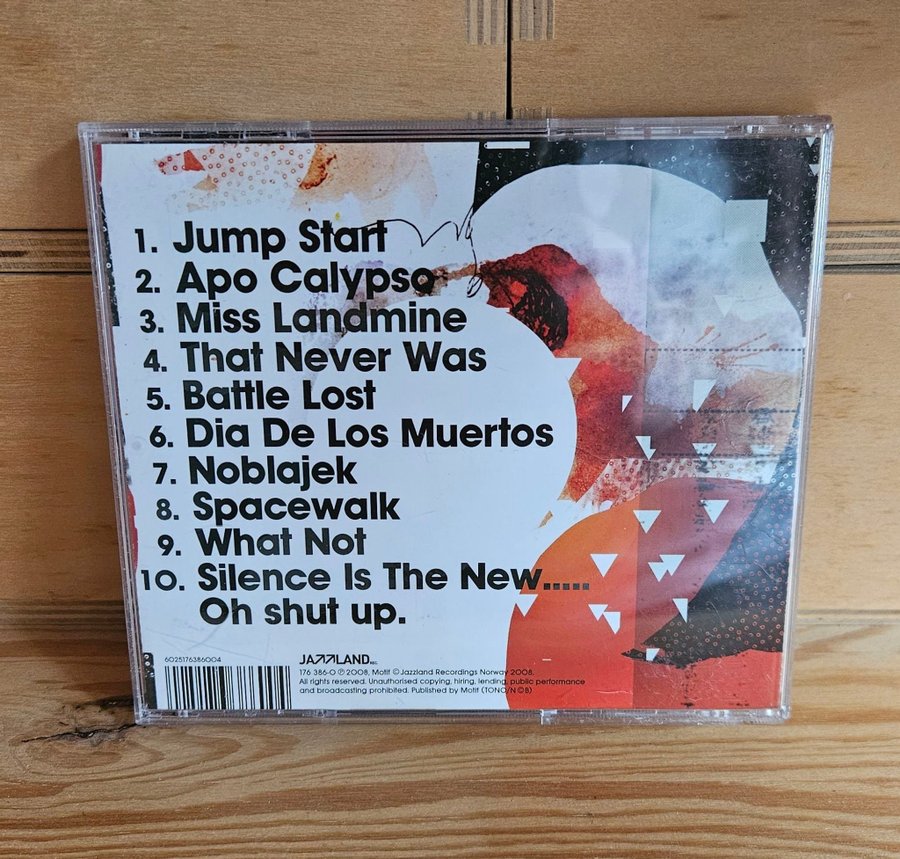 1. Jump Start
2. Apo Calypso
3. Miss Landmine
4. That Never Was
5. Battle Lost
6. Dia De Los Muertos
7. Noblajek
8. Spacewalk
9. What Not
10. Silence Is The New.....
Oh shut up.
6025176386004
JAZZLAND REC.
176 386-0 ℗ 2008, Motif © Jazzland Recordings Norway 2008.
All rights reserved. Unauthorised copying, hiring, lending, public performance
and broadcasting prohibited. Published by Motif (TONO/N©B)